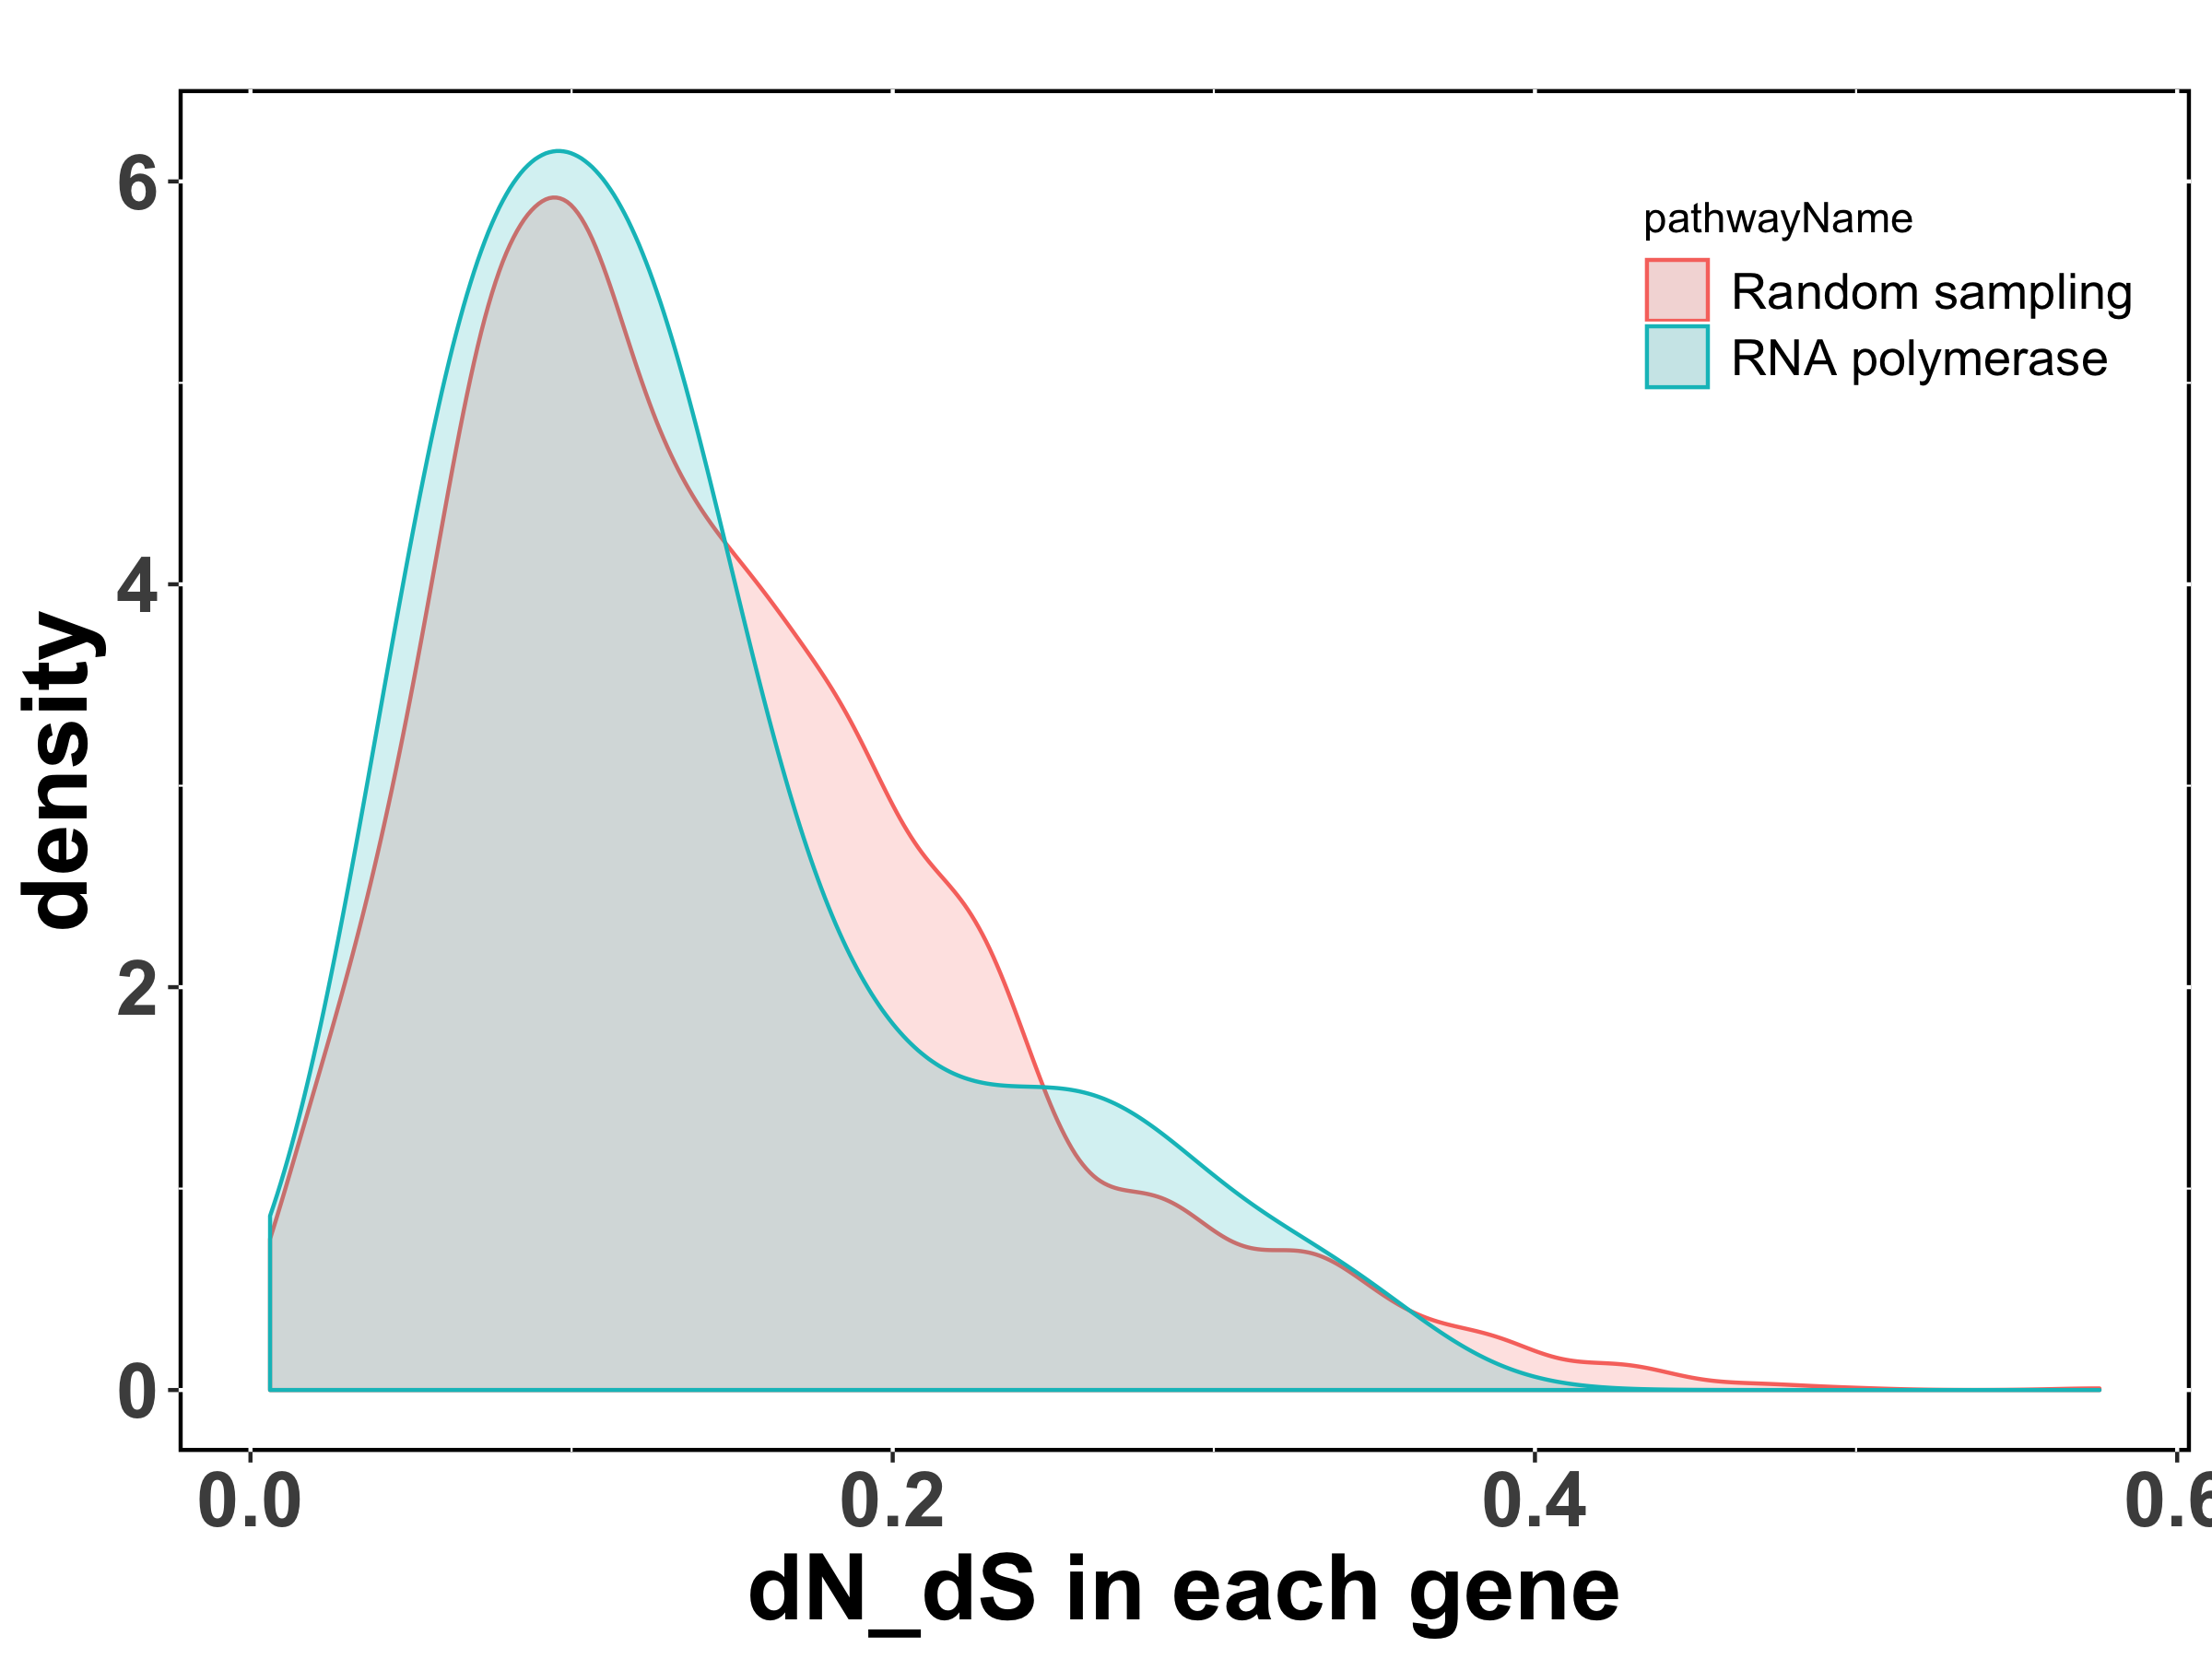 pathwayName
Random sampling
RNA polymerase
density
6
4
2
0
0.0
0.2
0.4
dN_dS in each gene